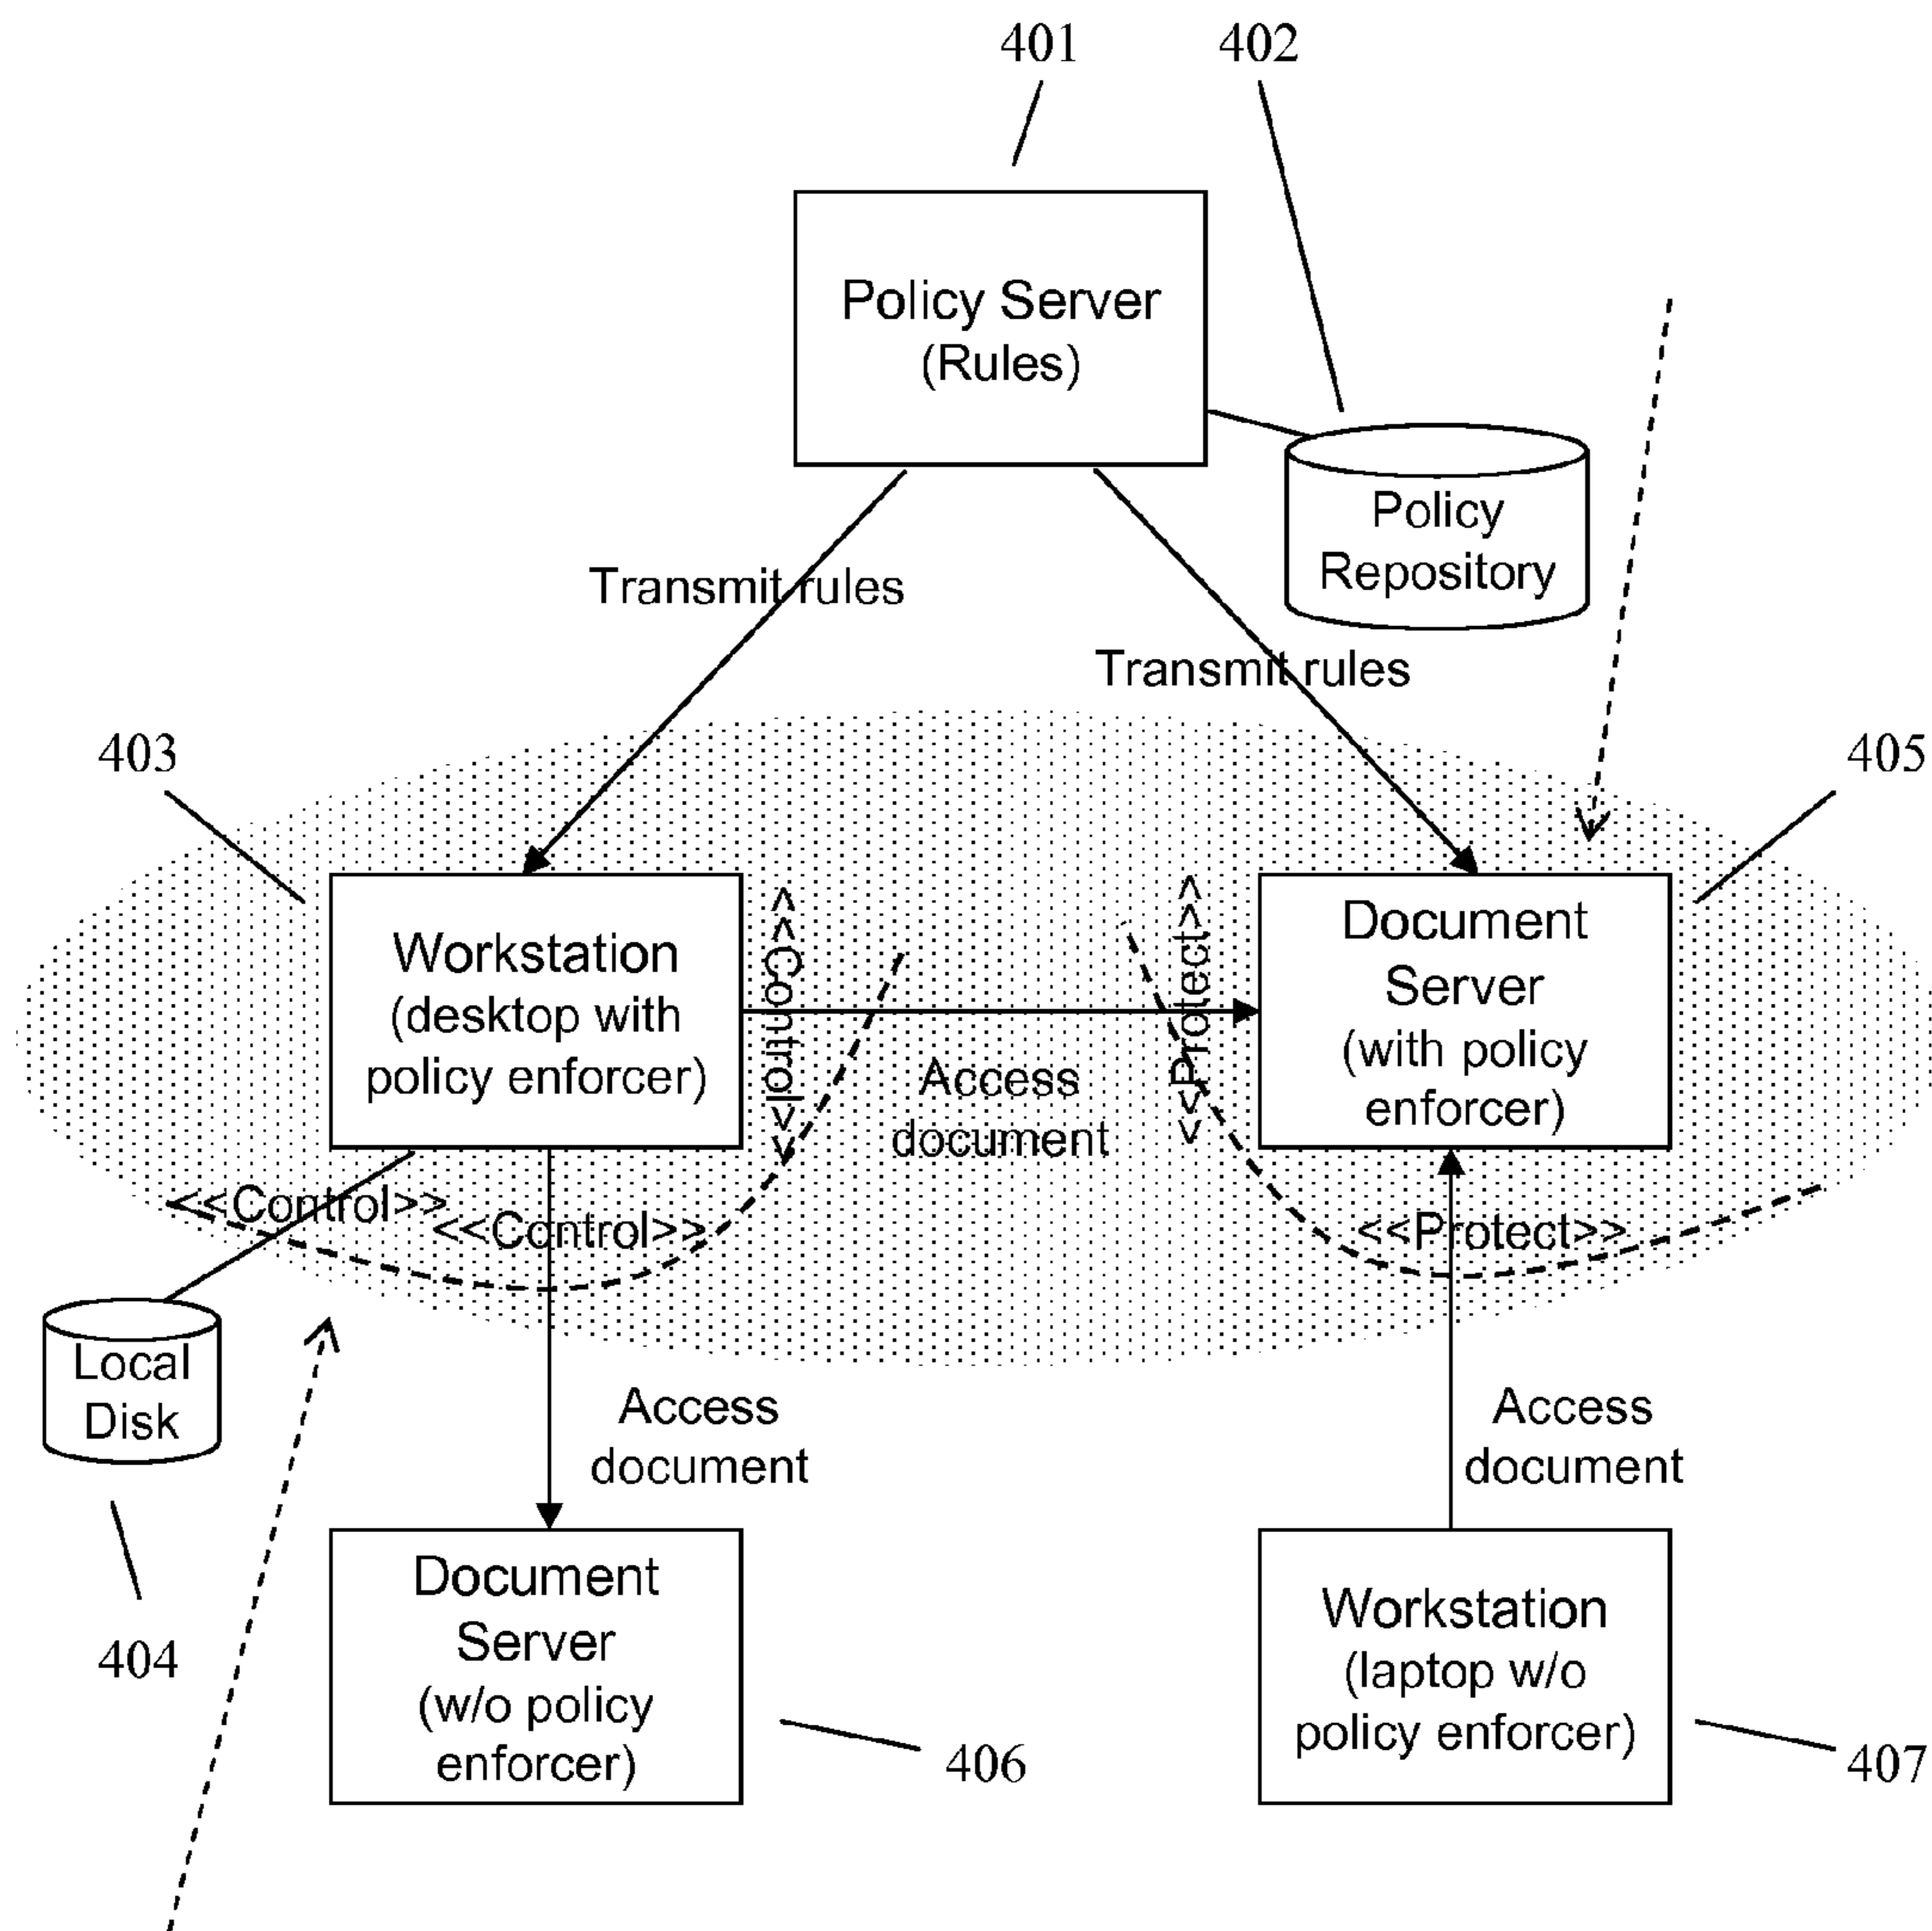 401
402
Policy Server
(Rules)
Policy
Repository
Transmit rules
Transmit rules
403
405
Workstation
(desktop with
policy enforcer)
<<Control>>
<<Protect>>
Document
Server
(with policy
enforcer)
Access
document
<<Control>>
<<Control>>
<<Protect>>
Local
Disk
Access
document
Access
document
404
Document
Server
(w/o policy
enforcer)
406
Workstation
(laptop w/o
policy enforcer)
407